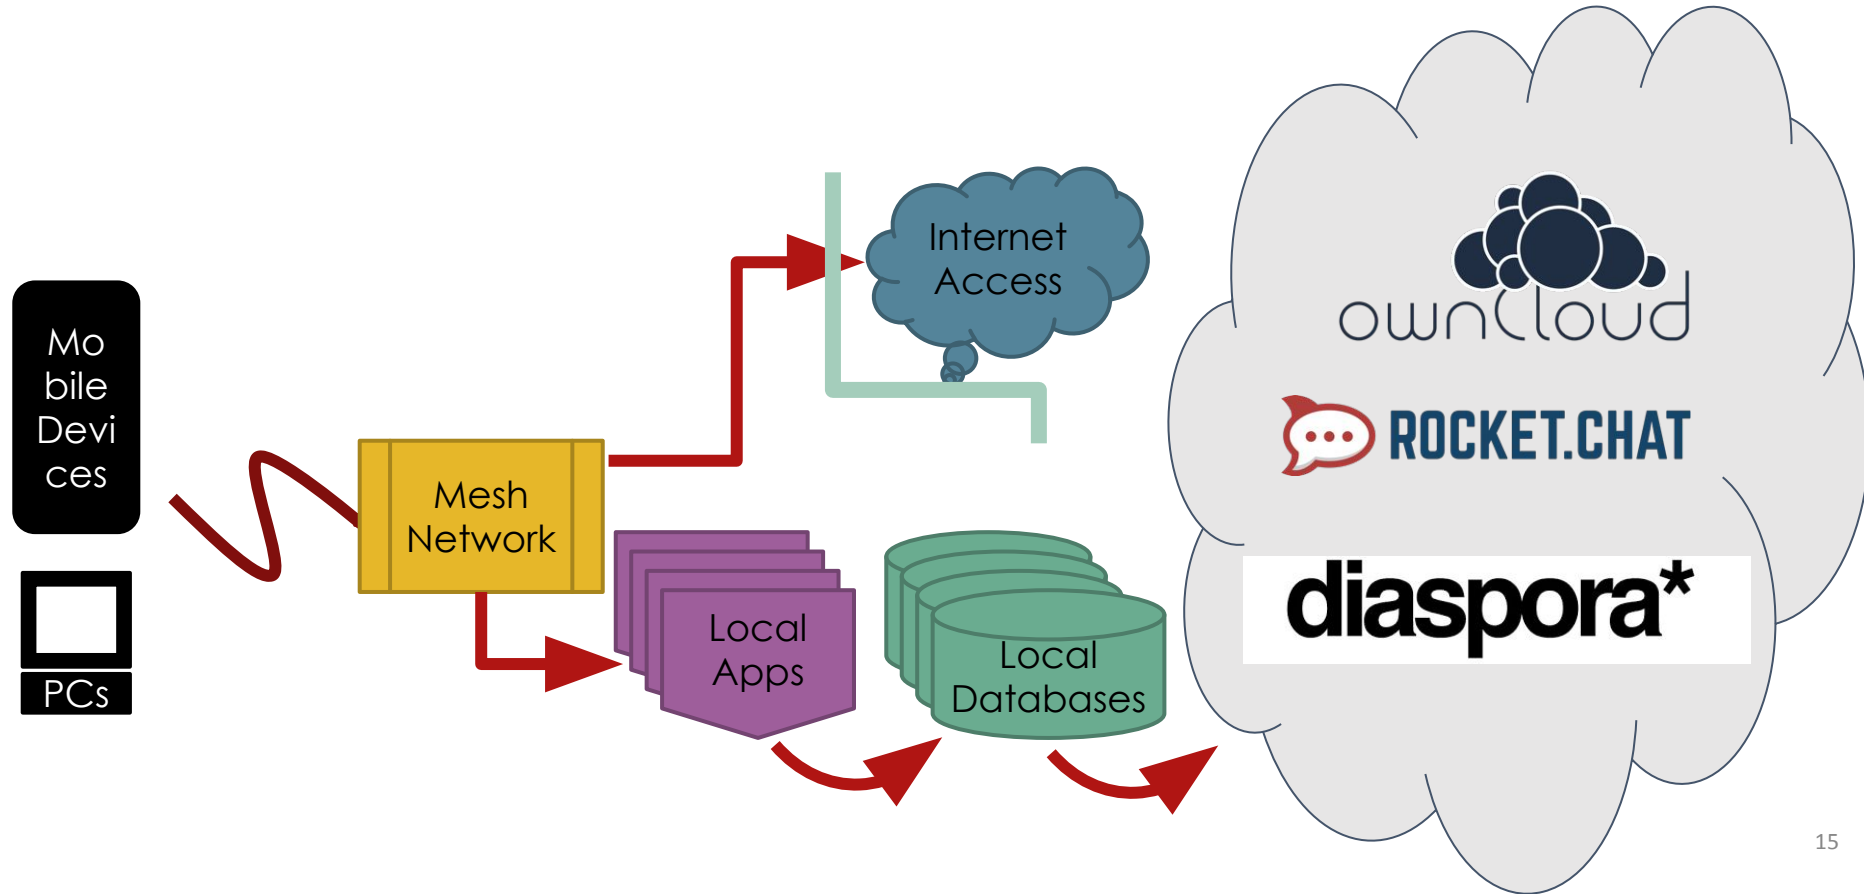 Mo
bile
Devi
ces
PCs
Mesh
Network
Internet
Access
Local
Apps
Local
Databases
ownCloud
ROCKET.CHAT
diaspora*
15